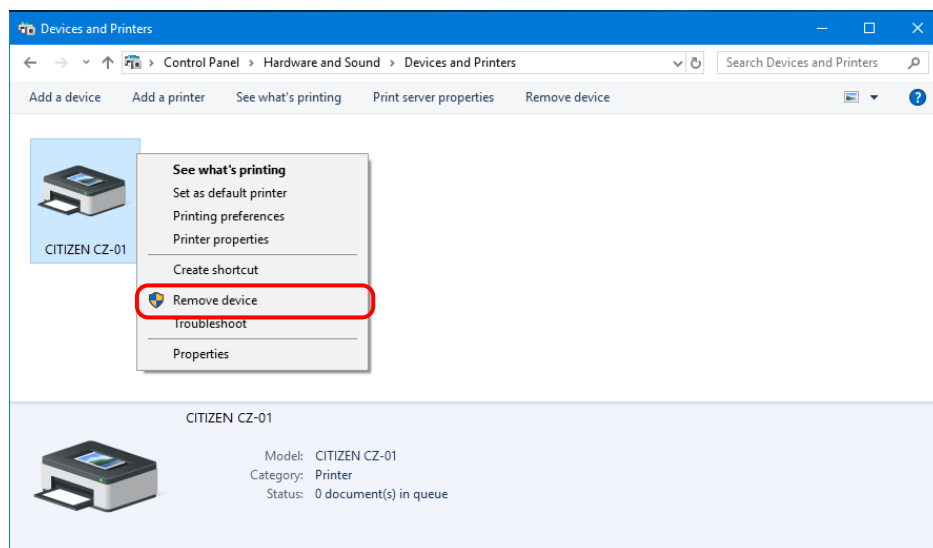 Devices and Printers
Control Panel > Hardware and Sound > Devices and Printers
Search Devices and Printers
Add a device
Add a printer
See what's printing
Print server properties
Remove device
?
CITIZEN CZ-01
See what's printing
Set as default printer
Printing preferences
Printer properties
Create shortcut
Remove device
Troubleshoot
Properties
CITIZEN CZ-01
Model: CITIZEN CZ-01
Category: Printer
Status: 0 document(s) in queue